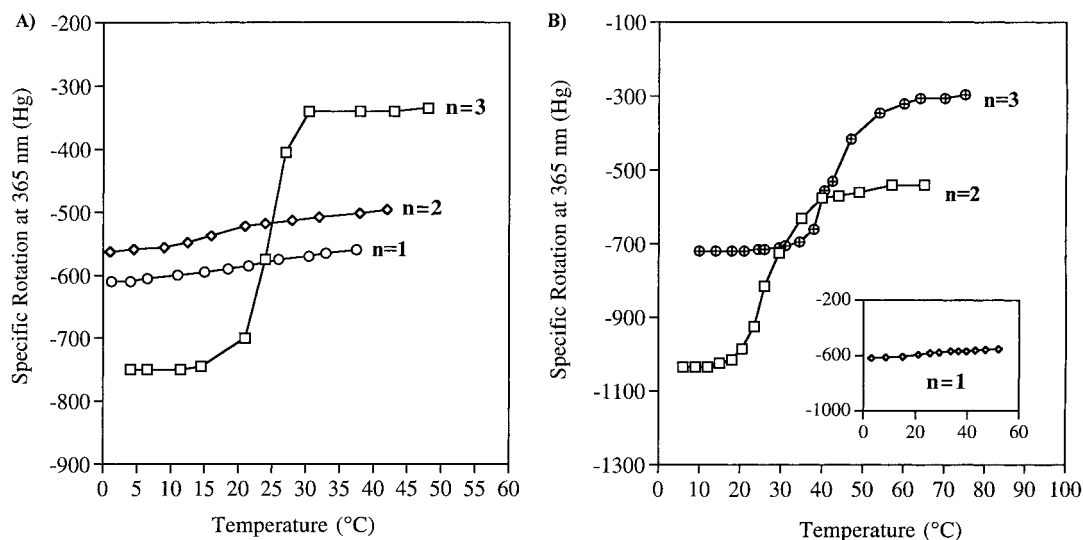 A)
Specific Rotation at 365 nm (Hg)
-200
-300
-400
-500
-600
-700
-800
-900
n=3
n=2
n=1
0 5 10 15 20 25 30 35 40 45 50 55 60
Temperature (°C)
B)
Specific Rotation at 365 nm (Hg)
-100
-300
-500
-700
-900
-1100
-1300
n=3
n=2
-200
-600
-1000
n=1
0 20 40 60
0 10 20 30 40 50 60 70 80 90 100
Temperature (°C)